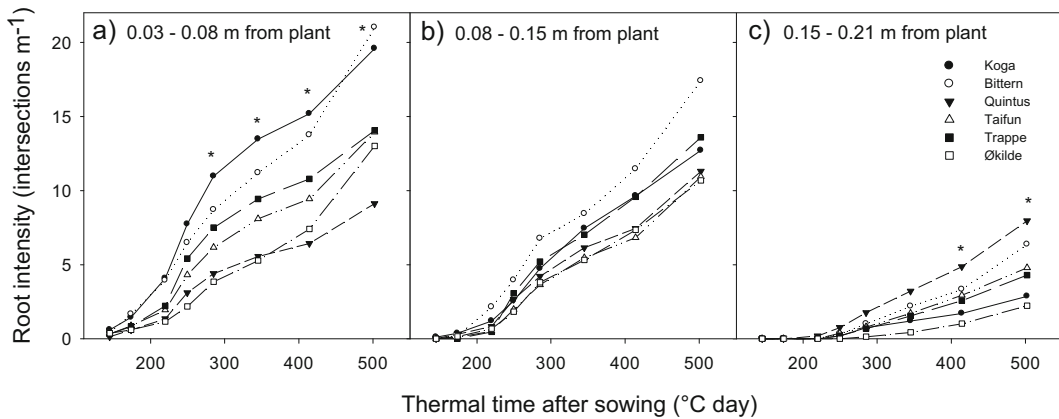 a) 0.03 - 0.08 m from plant
b) 0.08 - 0.15 m from plant
c) 0.15 - 0.21 m from plant
Root intensity (intersections m⁻¹)
20
15
10
5
0
* * * *
* *
Koga
Bittern
Quintus
Taifun
Trappe
Økilde
200 300 400 500
200 300 400 500
200 300 400 500
Thermal time after sowing (°C day)